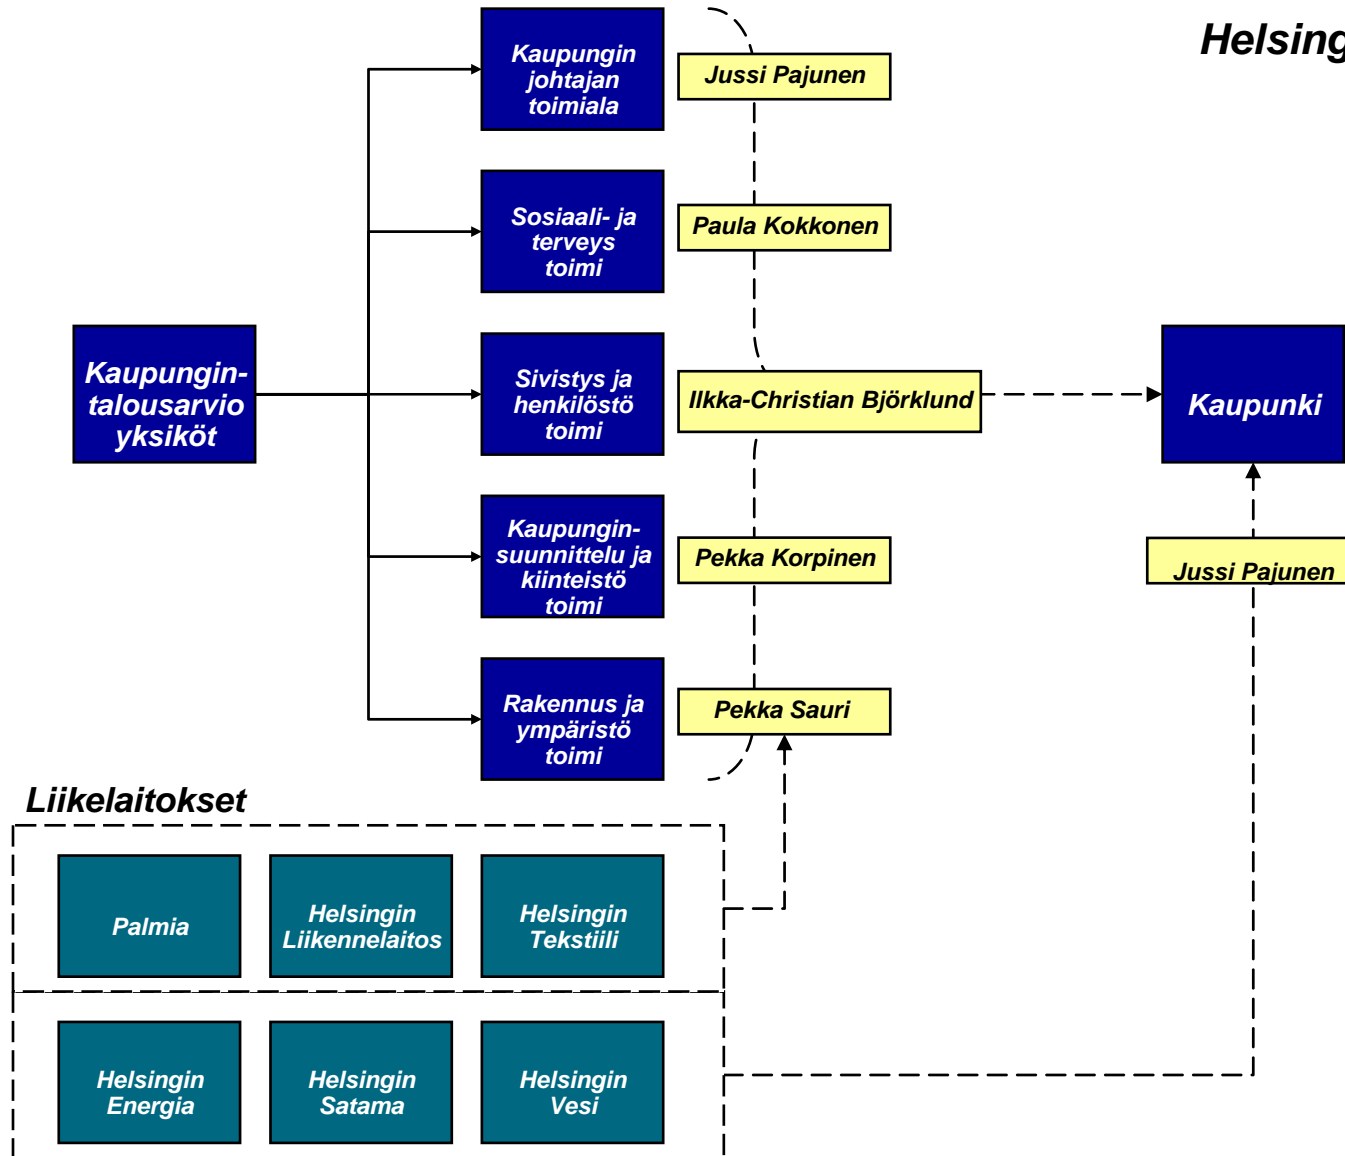 Helsing
Kaupungin
johtajan
toimiala
Jussi Pajunen
Sosiaali- ja
terveys
toimi
Paula Kokkonen
Kaupungin-
talousarvio
yksiköt
Sivistys ja
henkilöstö
toimi
Ilkka-Christian Björklund
Kaupunki
Kaupungin-
suunnittelu ja
kiinteistö
toimi
Pekka Korpinen
Jussi Pajunen
Rakennus ja
ympäristö
toimi
Pekka Sauri
Liikelaitokset
Palmia
Helsingin
Liikennelaitos
Helsingin
Tekstiili
Helsingin
Energia
Helsingin
Satama
Helsingin
Vesi